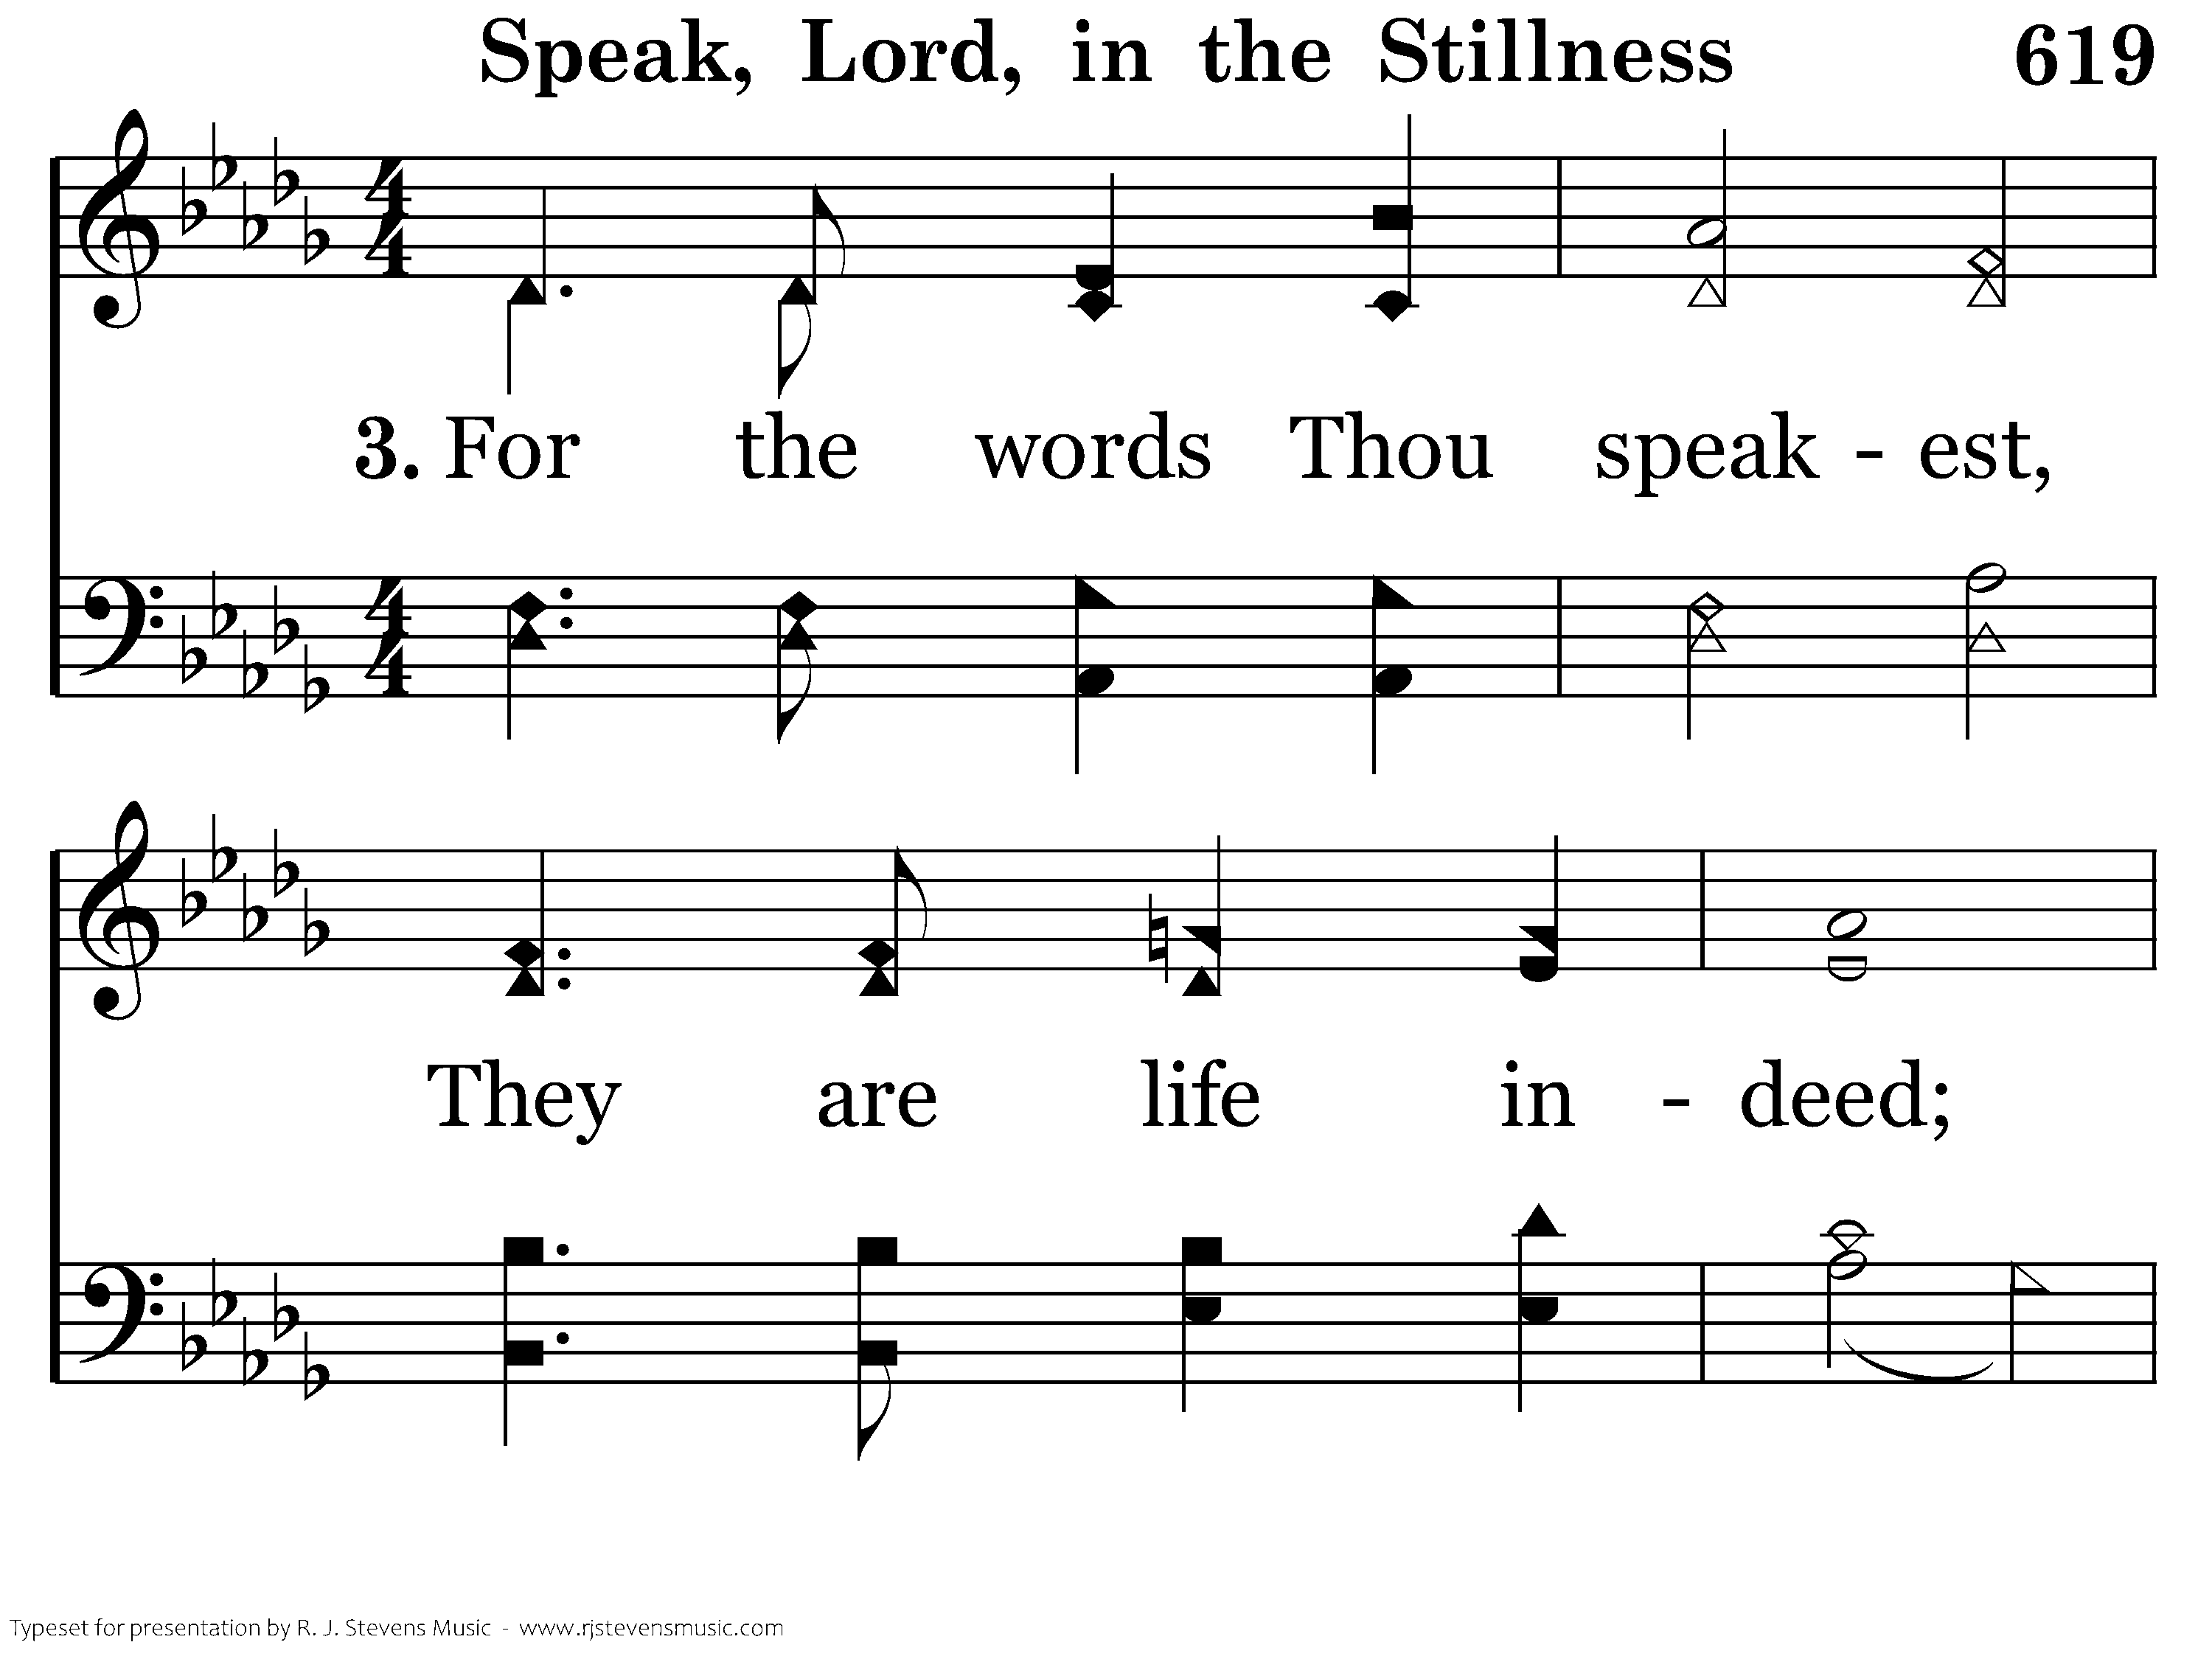 Speak, Lord, in the Stillness 619
3. For the words Thou speak - est,
They are life in - deed;
Typeset for presentation by R. J. Stevens Music - www.rjstevensmusic.com